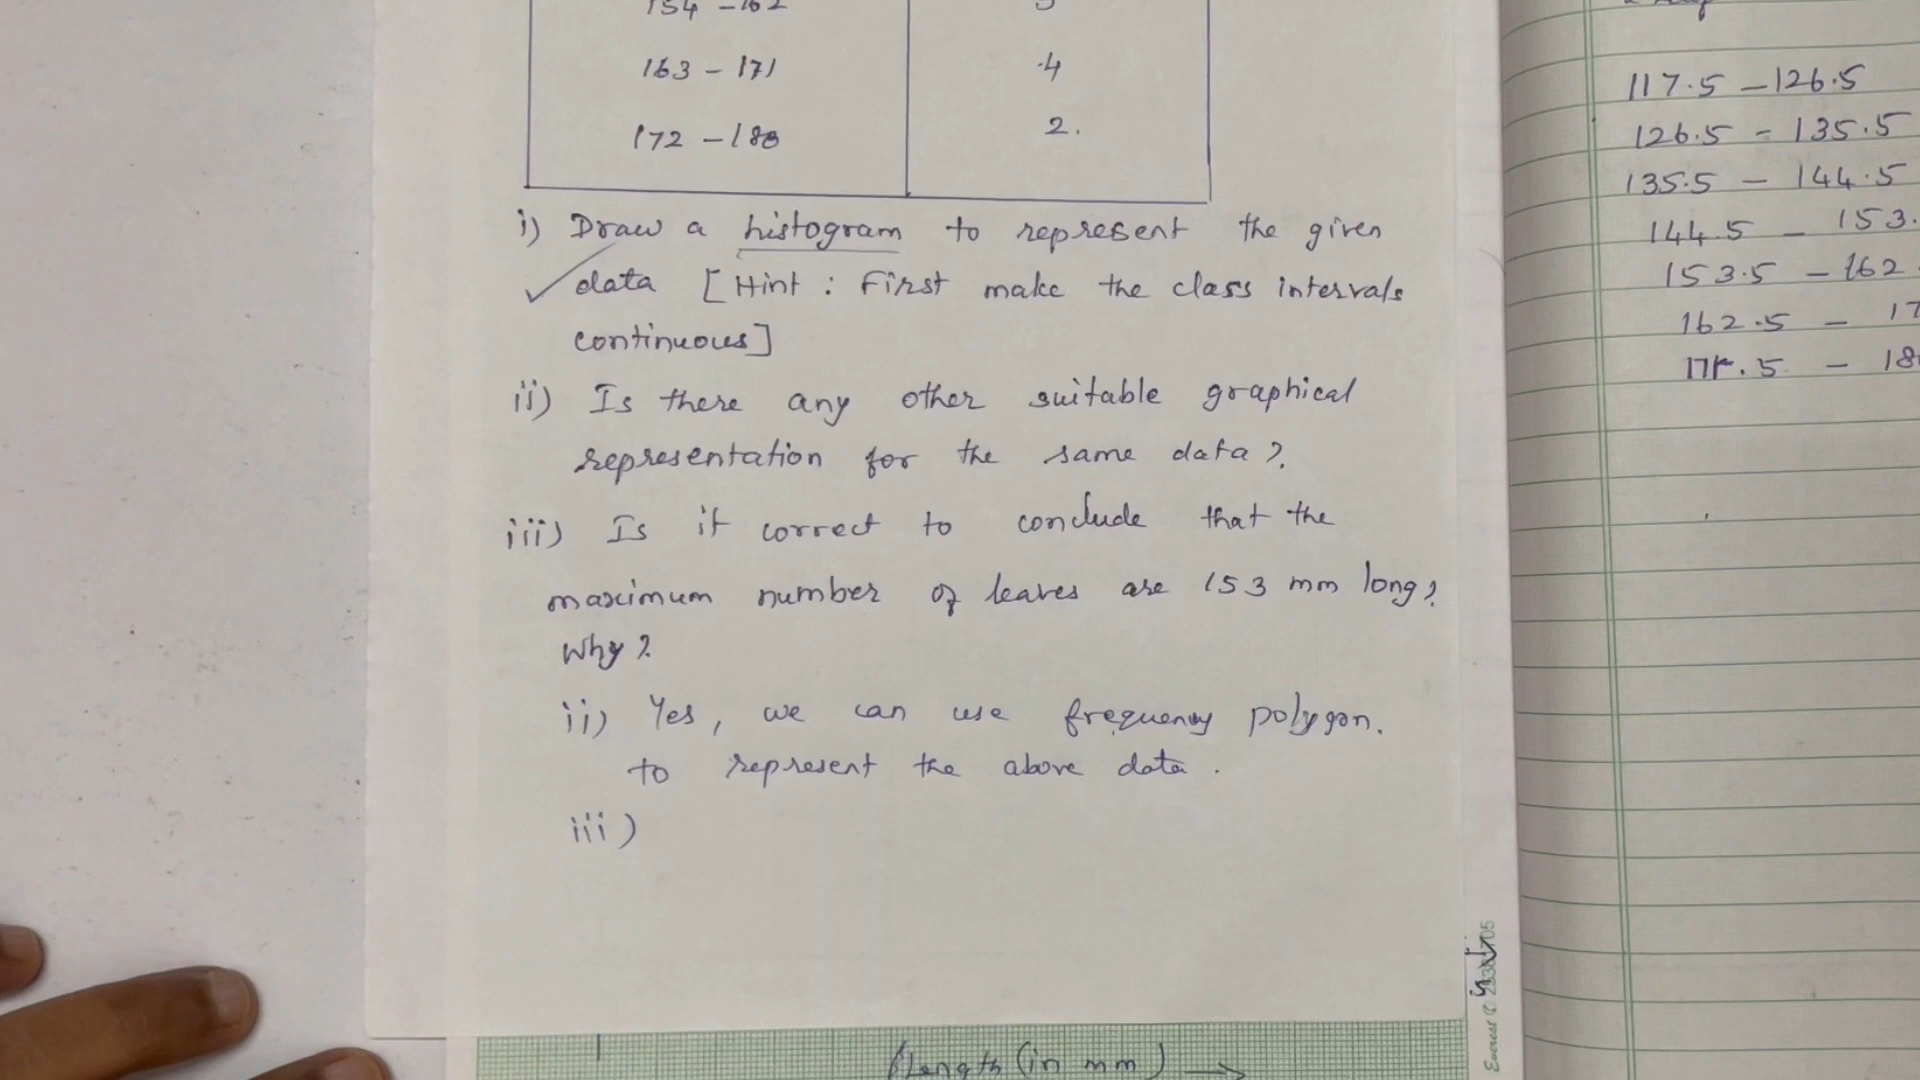 154 - 162
163 - 171 4
172 - 180 2.
i) Draw a histogram to represent the given
data [Hint : First make the class intervals
continuous]
ii) Is there any other suitable graphical
representation for the same data?
iii) Is it correct to conclude that the
maximum number of leaves are 153 mm long?
Why?
ii) Yes, we can use frequency polygon.
to represent the above data.
iii)
(Length (in mm)
117.5 - 126.5
126.5 - 135.5
135.5 - 144.5
144.5 - 153.
153.5 - 162
162.5 - 17
171.5 - 18